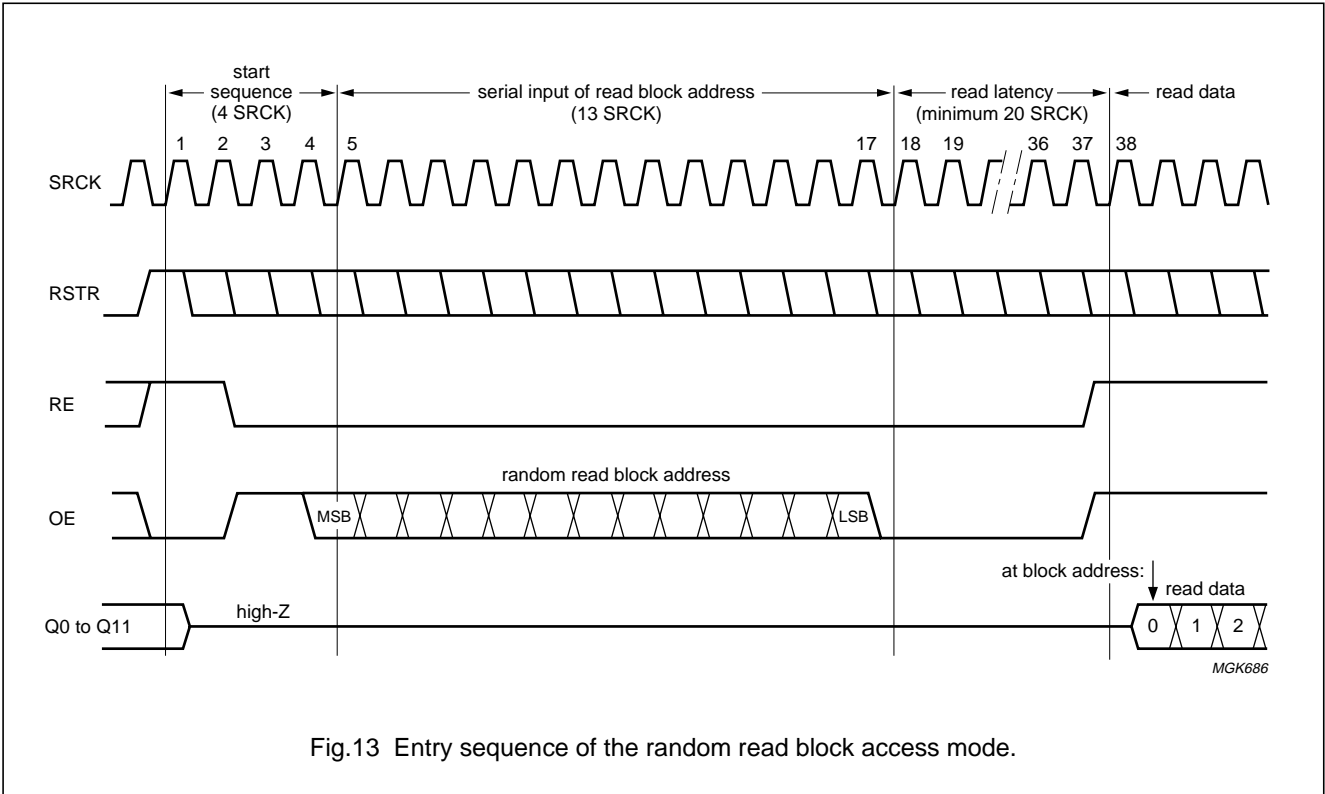 start
sequence
(4 SRCK)
serial input of read block address
(13 SRCK)
read latency
(minimum 20 SRCK)
read data
1 2 3 4 5 17 18 19 36 37 38
SRCK
RSTR
RE
random read block address
OE
MSB
LSB
at block address:
read data
high-Z
Q0 to Q11
0 1 2
MGK686
Fig.13 Entry sequence of the random read block access mode.